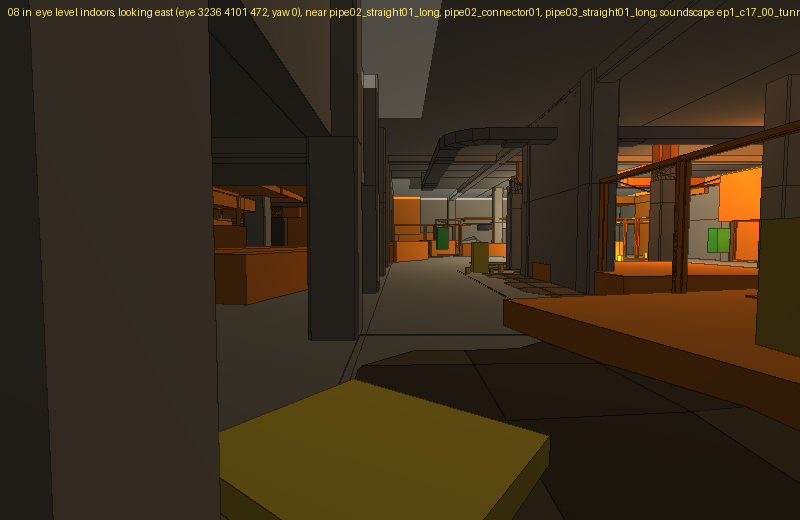 08 in eye level indoors, looking east (eye 3236 4101 472, yaw 0), near pipe02_straight01_long, pipe02_connector01, pipe03_straight01_long; soundscape ep1_c17_00_tunn